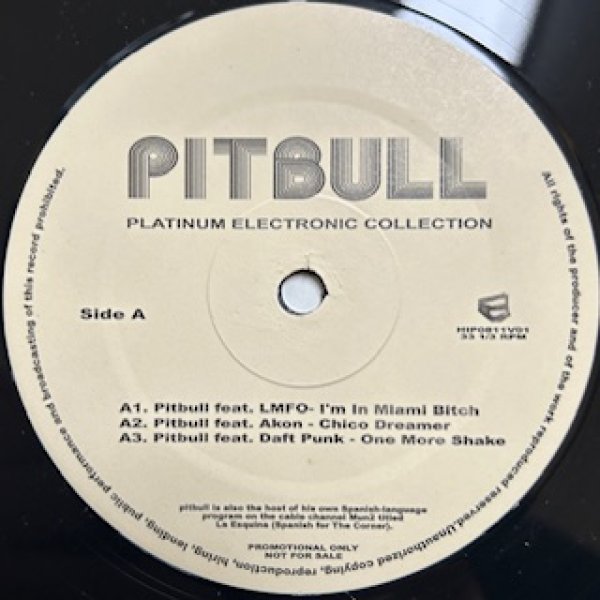 PITBULL
PLATINUM ELECTRONIC COLLECTION
Side A
HIP0811V01
33 1/3 RPM
A1. Pitbull feat. LMFO- I'm In Miami Bitch
A2. Pitbull feat. Akon - Chico Dreamer
A3. Pitbull feat. Daft Punk - One More Shake
pitbull is also the host of his own Spanish-language
program on the cable channel Mun2 titled
La Esquina (Spanish for The Corner).
PROMOTIONAL ONLY
NOT FOR SALE
All rights of the producer and of the work reproduced reserved.Unauthorized copying, reproduction, hiring, lending, public performance and broadcasting of this record prohibited.